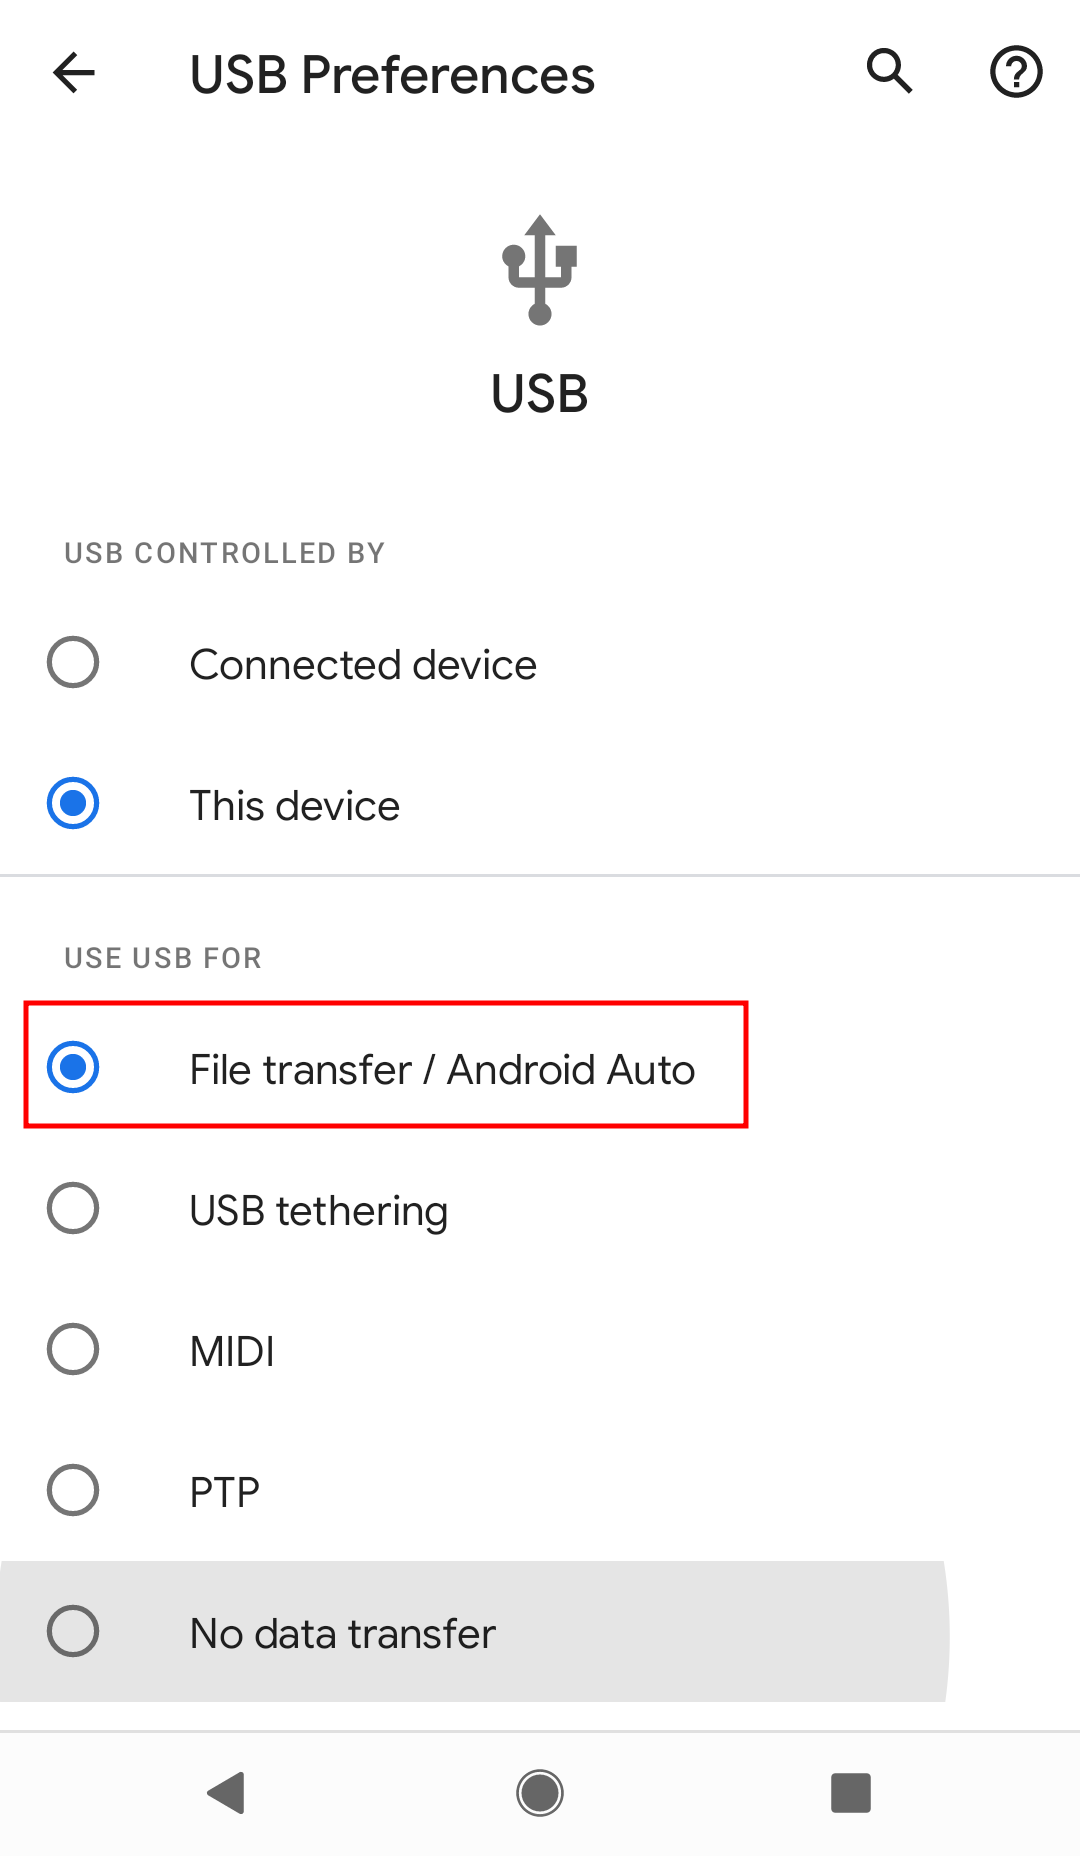 USB Preferences
USB
USB CONTROLLED BY
Connected device
This device
USE USB FOR
File transfer / Android Auto
USB tethering
MIDI
PTP
No data transfer